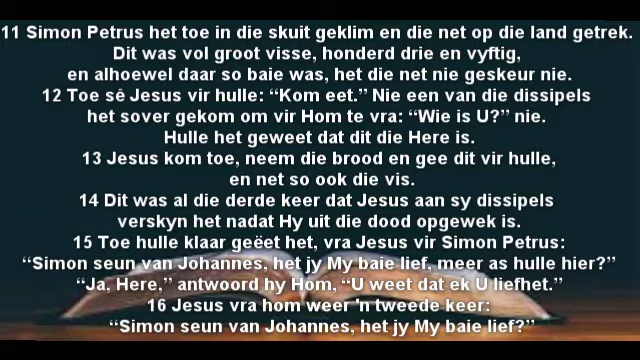 11 Simon Petrus het toe in die skuit geklim en die net op die land getrek.
Dit was vol groot visse, honderd drie en vyftig,
en alhoewel daar so baie was, het die net nie geskeur nie.
12 Toe sê Jesus vir hulle: “Kom eet.” Nie een van die dissipels
het sover gekom om vir Hom te vra: “Wie is U?” nie.
Hulle het geweet dat dit die Here is.
13 Jesus kom toe, neem die brood en gee dit vir hulle,
en net so ook die vis.
14 Dit was al die derde keer dat Jesus aan sy dissipels
verskyn het nadat Hy uit die dood opgewek is.
15 Toe hulle klaar geëet het, vra Jesus vir Simon Petrus:
“Simon seun van Johannes, het jy My baie lief, meer as hulle hier?”
“Ja, Here,” antwoord hy Hom, “U weet dat ek U liefhet.”
16 Jesus vra hom weer 'n tweede keer:
“Simon seun van Johannes, het jy My baie lief?”